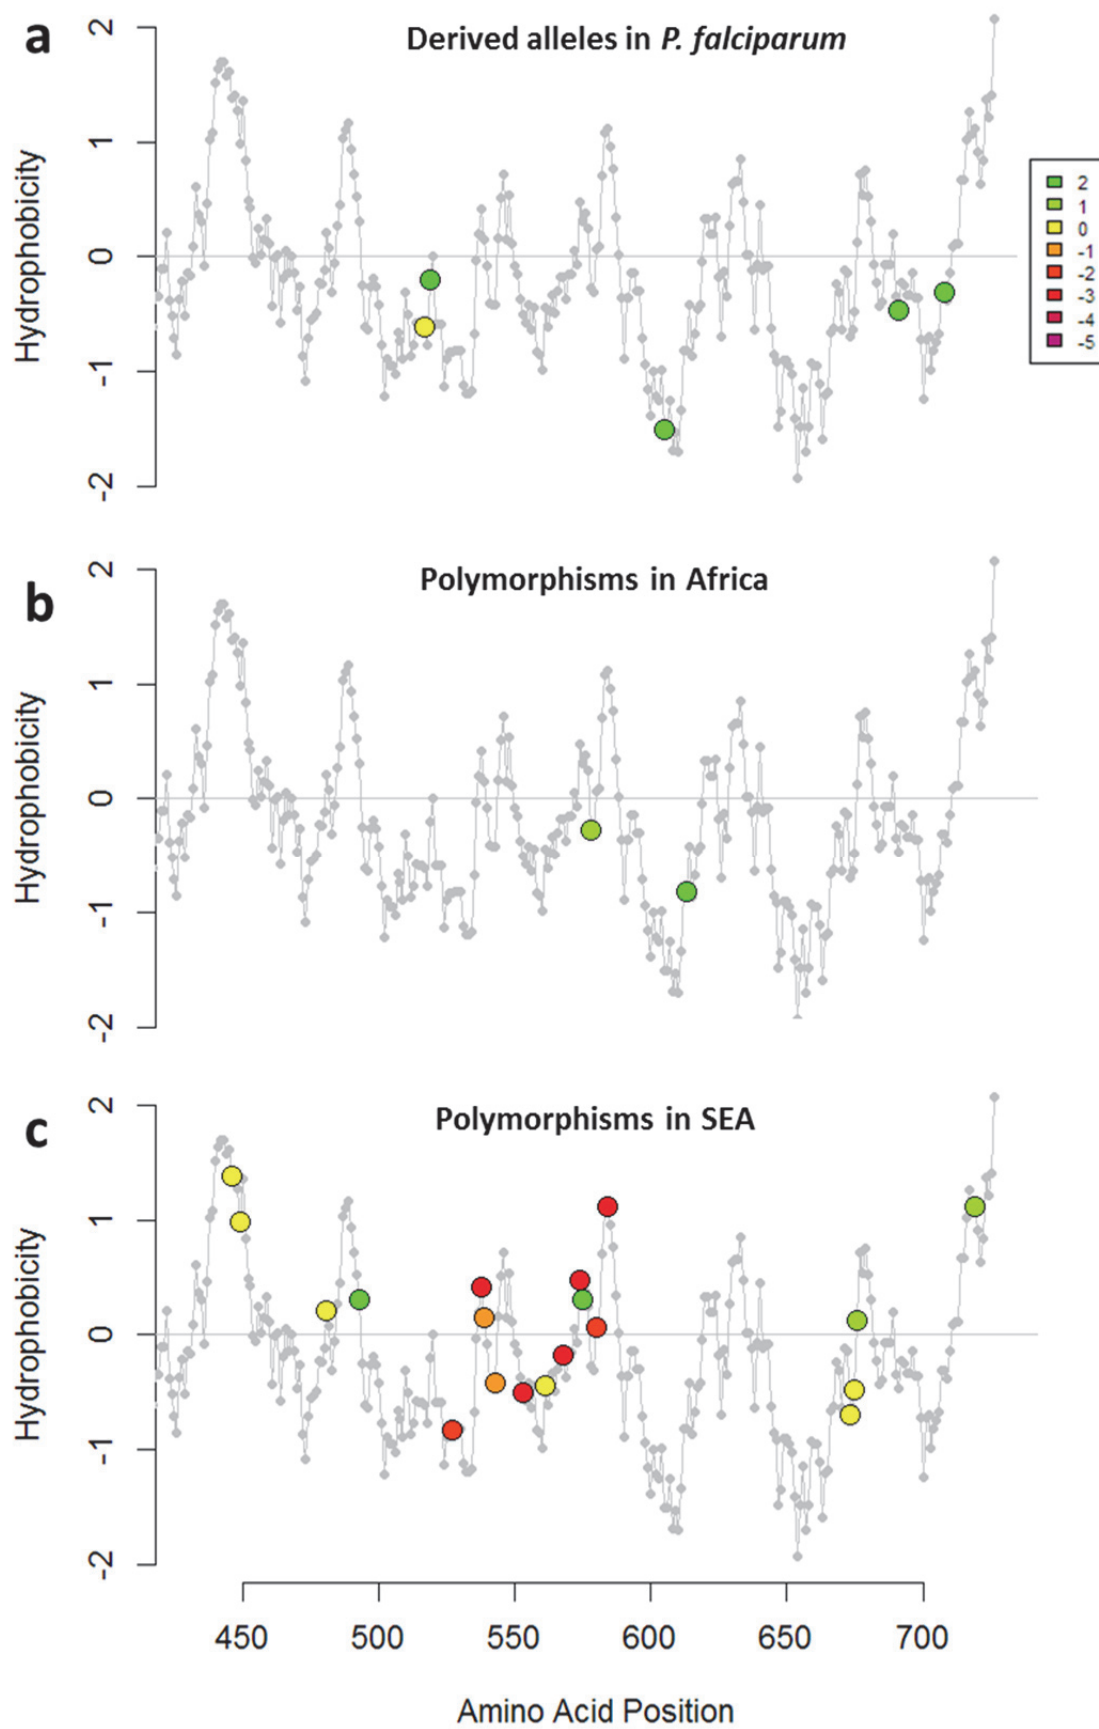 a
Derived alleles in P. falciparum
Hydrophobicity
2
1
0
-1
-2
2
1
0
-1
-2
-3
-4
-5
b
Polymorphisms in Africa
Hydrophobicity
2
1
0
-1
-2
c
Polymorphisms in SEA
Hydrophobicity
2
1
0
-1
-2
450 500 550 600 650 700
Amino Acid Position